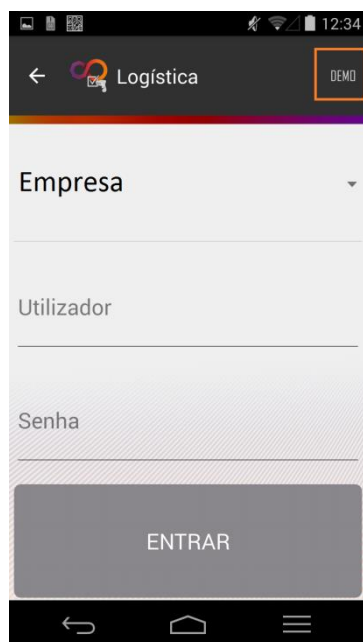 12:34
Logística
DEMO
Empresa
Utilizador
Senha
ENTRAR